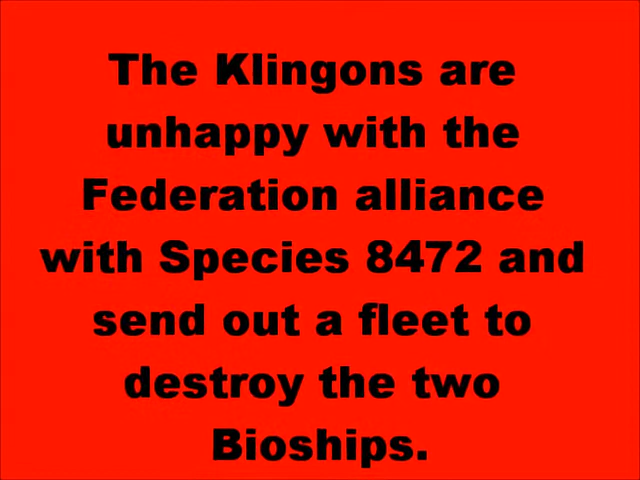 The Klingons are
unhappy with the
Federation alliance
with Species 8472 and
send out a fleet to
destroy the two
Bioships.